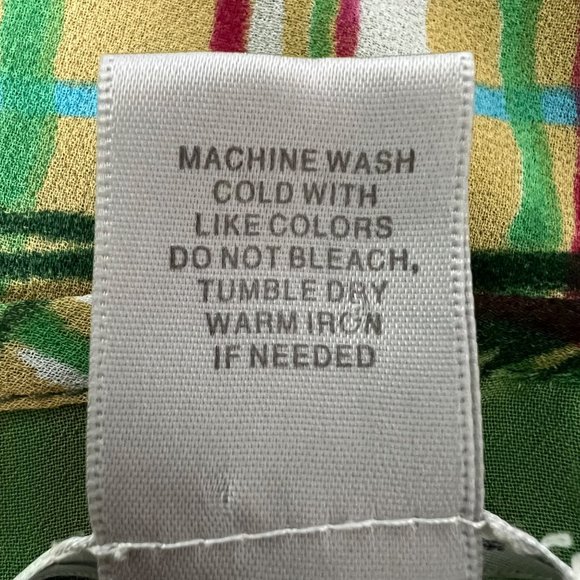 MACHINE WASH
COLD WITH
LIKE COLORS
DO NOT BLEACH,
TUMBLE DRY
WARM IRON
IF NEEDED